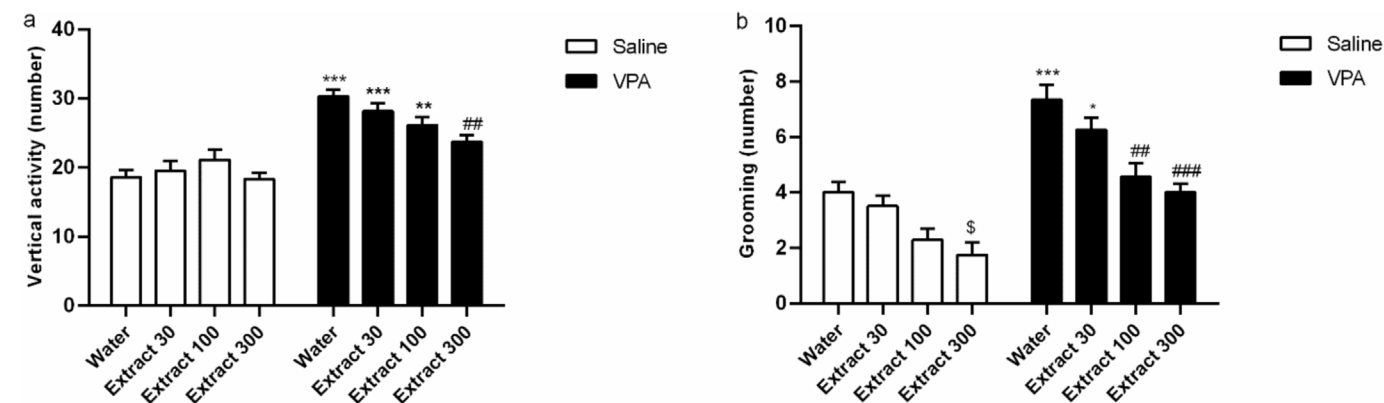 a
Vertical activity (number)
40
30
20
10
0
***
***
**
##
Saline
VPA
Water
Extract 30
Extract 100
Extract 300
Water
Extract 30
Extract 100
Extract 300
b
Grooming (number)
10
8
6
4
2
0
$
***
*
##
###
Saline
VPA
Water
Extract 30
Extract 100
Extract 300
Water
Extract 30
Extract 100
Extract 300